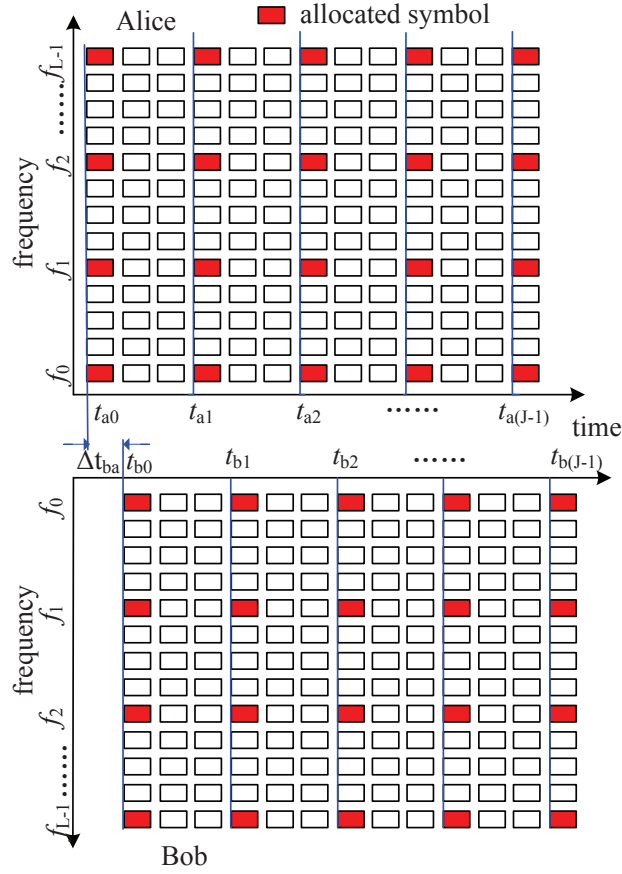 Alice
allocated symbol
frequency
f_{L-1}
......
f_2
f_1
f_0
t_{a0} t_{a1} t_{a2} ...... t_{a(J-1)}
time
Δt_{ba} t_{b0} t_{b1} t_{b2} ...... t_{b(J-1)}
frequency
f_0
f_1
f_2
......
f_{L-1}
Bob